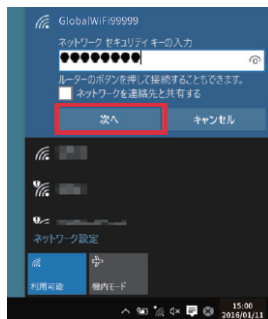 GlobalWiFi99999
ネットワーク セキュリティ キーの入力
●●●●●●●●
ルーターのボタンを押して接続することもできます。
ネットワークを連絡先と共有する
次へ
キャンセル
ネットワーク設定
利用可能
機内モード
15:00
2016/01/11